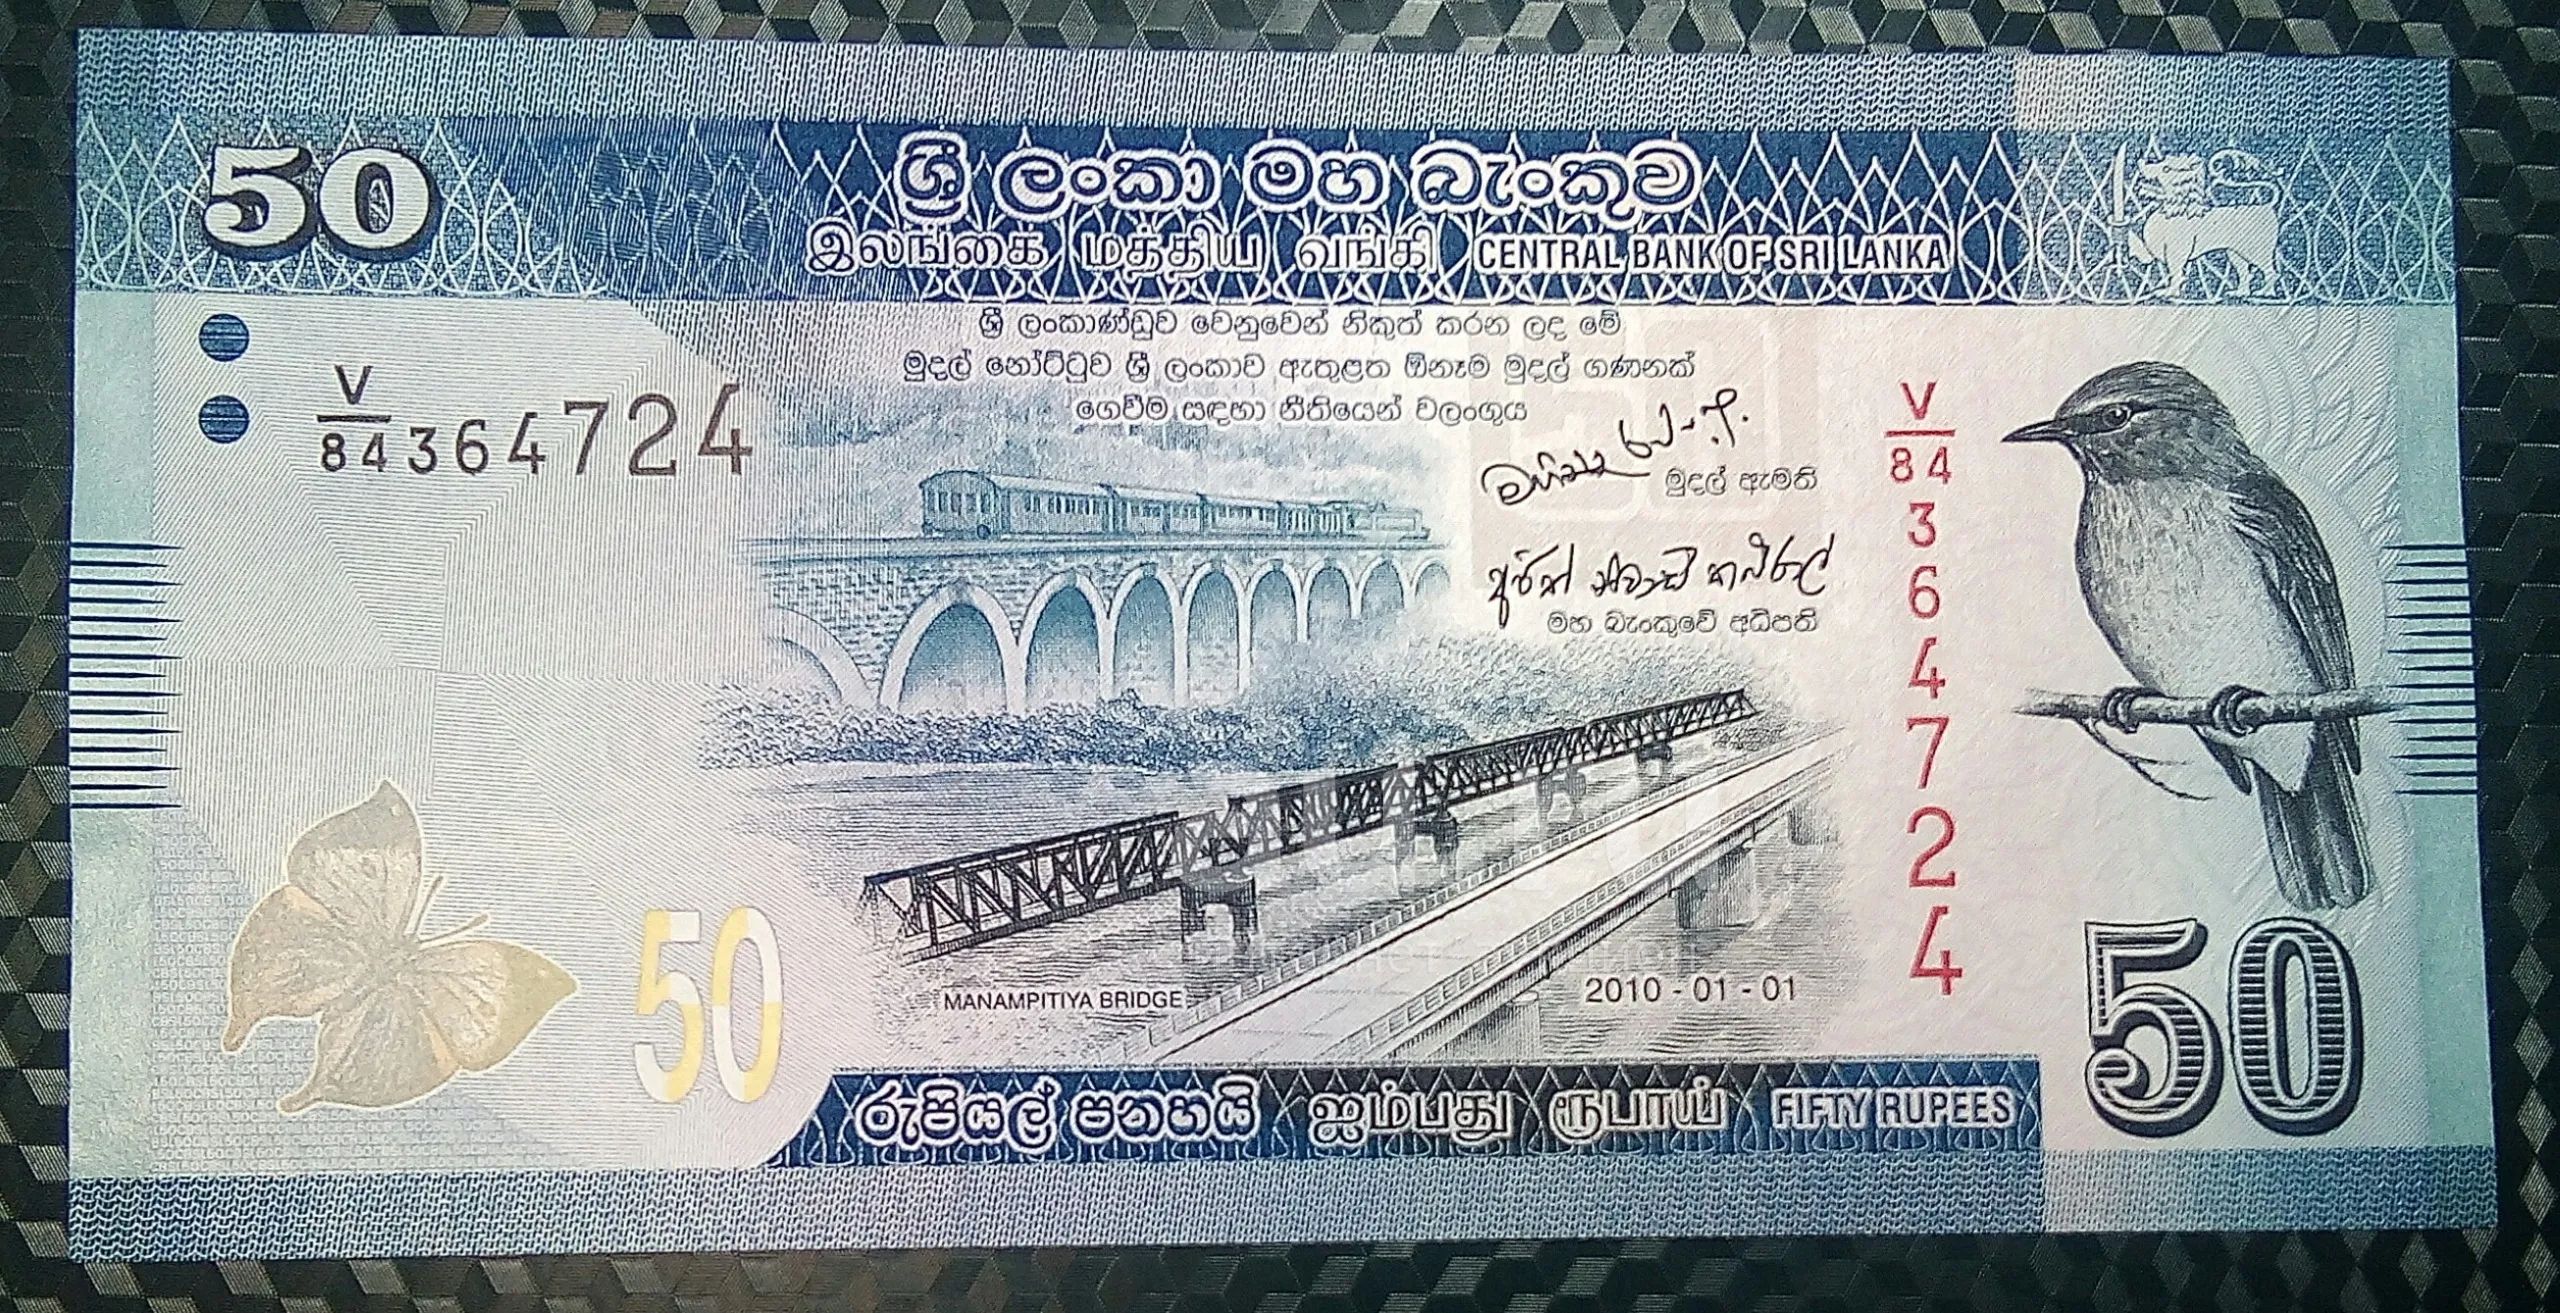 50
ශ්‍රී ලංකා මහ බැංකුව
இலங்கை மத்திய வங்கி CENTRAL BANK OF SRI LANKA
ශ්‍රී ලංකාණ්ඩුව වෙනුවෙන් නිකුත් කරන ලද මේ
මුදල් නෝට්ටුව ශ්‍රී ලංකාව ඇතුළත ඕනෑම මුදල් ගණනක්
ගෙවීම සඳහා නීතියෙන් වලංගුය
V/84 364724
මුදල් ඇමති
මහ බැංකුවේ අධිපති
V/84 364724
MANAMPITIYA BRIDGE
2010 - 01 - 01
50
50
රුපියල් පනහයි ஐம்பது ரூபாய் FIFTY RUPEES